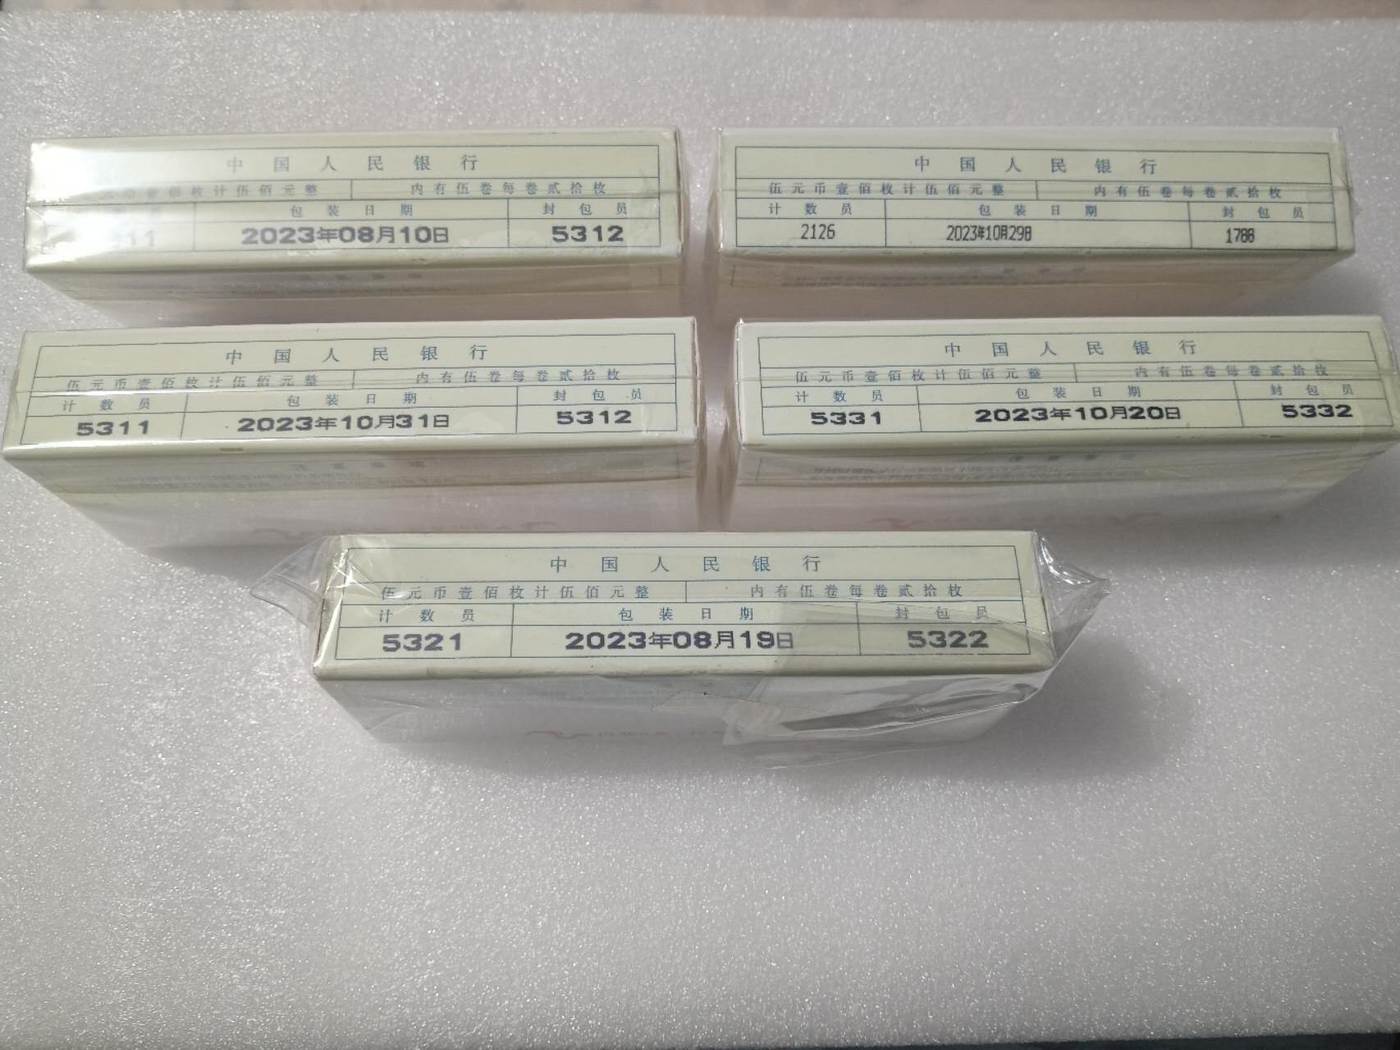 中国人民银行
壹佰枚计伍佰元整 内有伍卷每卷贰拾枚
包装日期 封包员
11 2023年08月10日 5312
中国人民银行
伍元币壹佰枚计伍佰元整 内有伍卷每卷贰拾枚
计数员 包装日期 封包员
2126 2023年10月29日 1788
中国人民银行
伍元币壹佰枚计伍佰元整 内有伍卷每卷贰拾枚
计数员 包装日期 封包员
5311 2023年10月31日 5312
中国人民银行
伍元币壹佰枚计伍佰元整 内有伍卷每卷贰拾枚
计数员 包装日期 封包员
5331 2023年10月20日 5332
中国人民银行
伍元币壹佰枚计伍佰元整 内有伍卷每卷贰拾枚
计数员 包装日期 封包员
5321 2023年08月19日 5322